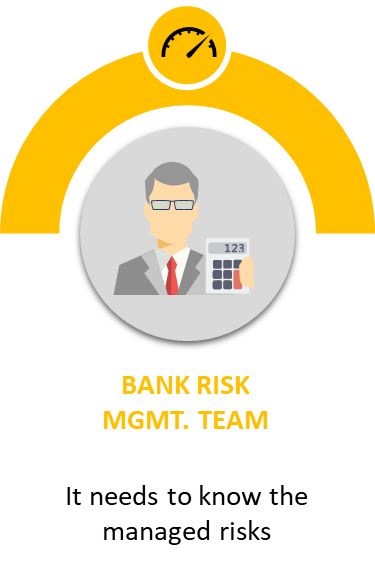 123
BANK RISK
MGMT. TEAM
It needs to know the
managed risks